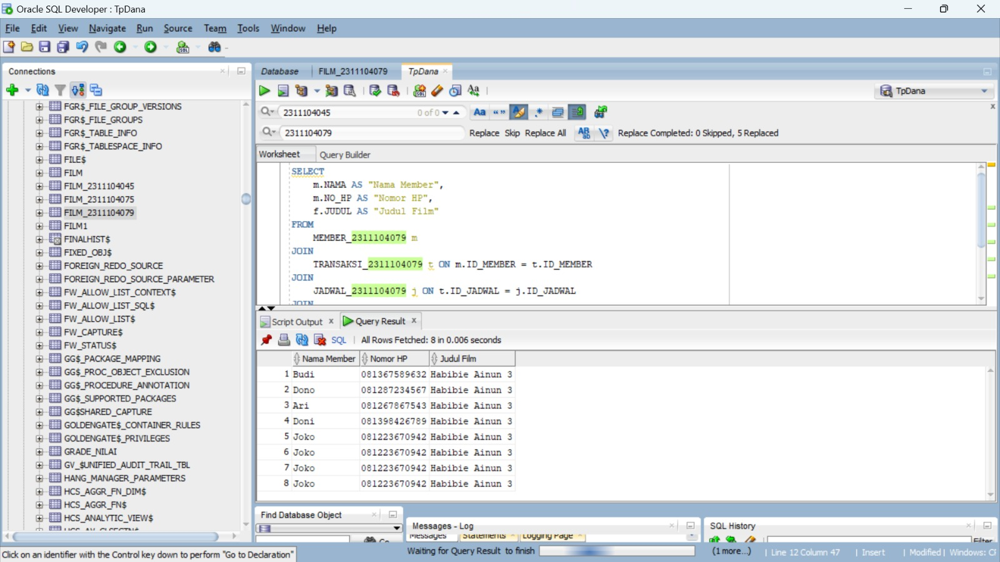 Oracle SQL Developer : TpDana
File Edit View Navigate Run Source Team Tools Window Help
Connections
FGR$_FILE_GROUP_VERSIONS
FGR$_FILE_GROUPS
FGR$_TABLE_INFO
FGR$_TABLESPACE_INFO
FILE$
FILM
FILM_2311104045
FILM_2311104075
FILM_2311104079
FILM1
FINALHIST$
FIXED_OBJ$
FOREIGN_REDO_SOURCE
FOREIGN_REDO_SOURCE_PARAMETER
FW_ALLOW_LIST_CONTEXT$
FW_ALLOW_LIST_SQL$
FW_ALLOW_LIST$
FW_CAPTURE$
FW_STATUS$
GG$_PACKAGE_MAPPING
GG$_PROC_OBJECT_EXCLUSION
GG$_PROCEDURE_ANNOTATION
GG$_SUPPORTED_PACKAGES
GG$SHARED_CAPTURE
GOLDENGATE$_CONTAINER_RULES
GOLDENGATE$_PRIVILEGES
GRADE_NILAI
GV_$UNIFIED_AUDIT_TRAIL_TBL
HANG_MANAGER_PARAMETERS
HCS_AGGR_FN_DIM$
HCS_AGGR_FN$
HCS_ANALYTIC_VIEW$
Click on an identifier with the Control key down to perform "Go to Declaration"
Database FILM_2311104079 TpDana
TpDana
2311104045 0 of 0 Aa “ ” .*
2311104079 Replace Skip Replace All AB ab \? Replace Completed: 0 Skipped, 5 Replaced
Worksheet Query Builder
SELECT
m.NAMA AS "Nama Member",
m.NO_HP AS "Nomor HP",
f.JUDUL AS "Judul Film"
FROM
MEMBER_2311104079 m
JOIN
TRANSAKSI_2311104079 t ON m.ID_MEMBER = t.ID_MEMBER
JOIN
JADWAL_2311104079 j ON t.ID_JADWAL = j.ID_JADWAL
JOIN
Script Output Query Result
SQL All Rows Fetched: 8 in 0.006 seconds
Nama Member Nomor HP Judul Film
1 Budi 081367589632 Habibie Ainun 3
2 Dono 081287234567 Habibie Ainun 3
3 Ari 081267867543 Habibie Ainun 3
4 Doni 081398426789 Habibie Ainun 3
5 Joko 081223670942 Habibie Ainun 3
6 Joko 081223670942 Habibie Ainun 3
7 Joko 081223670942 Habibie Ainun 3
8 Joko 081223670942 Habibie Ainun 3
Find Database Object
Go
Messages - Log
Messages Statements Logging Page
SQL History
Filter
Waiting for Query Result to finish (1 more...) Line 12 Column 47 Insert Modified Windows: